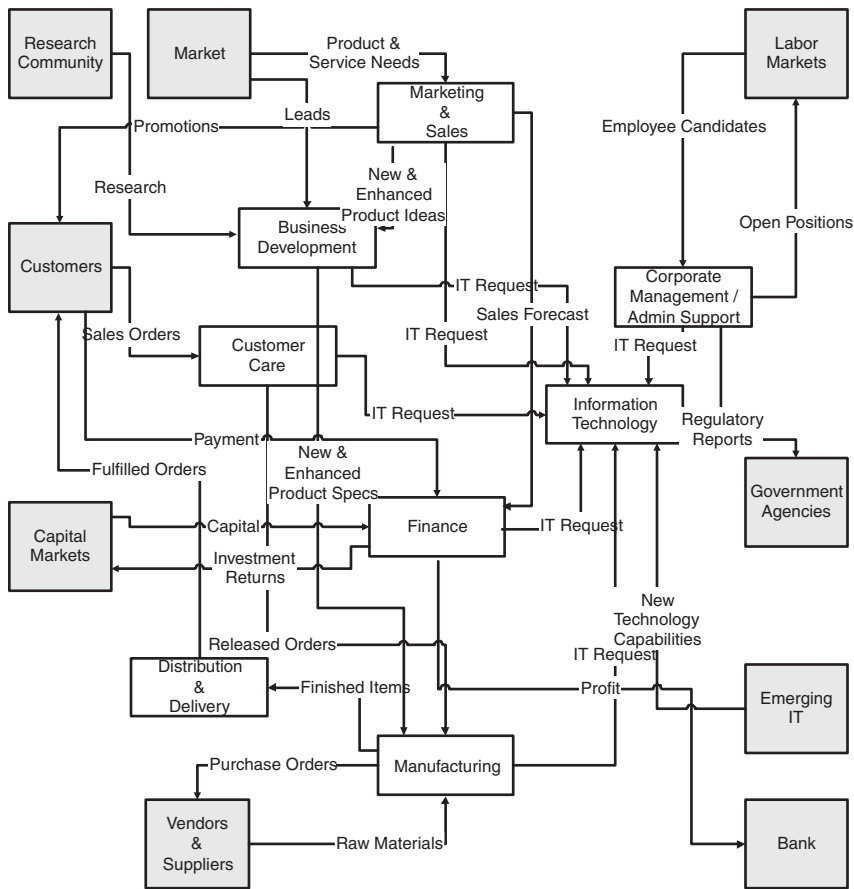 Research
Community
Market
Product &
Service Needs
Labor
Markets
Marketing
&
Sales
Leads
Promotions
Employee Candidates
New &
Enhanced
Product Ideas
Research
Business
Development
Open Positions
Customers
IT Request
Corporate
Management /
Admin Support
Sales Forecast
Sales Orders
Customer
Care
IT Request
IT Request
Information
Technology
IT Request
Regulatory
Reports
Payment
New &
Enhanced
Product Specs
Fulfilled Orders
Government
Agencies
Capital
Markets
Capital
Finance
IT Request
Investment
Returns
New
Technology
Capabilities
Released Orders
IT Request
Distribution
&
Delivery
Finished Items
Profit
Emerging
IT
Purchase Orders
Manufacturing
Vendors
&
Suppliers
Raw Materials
Bank